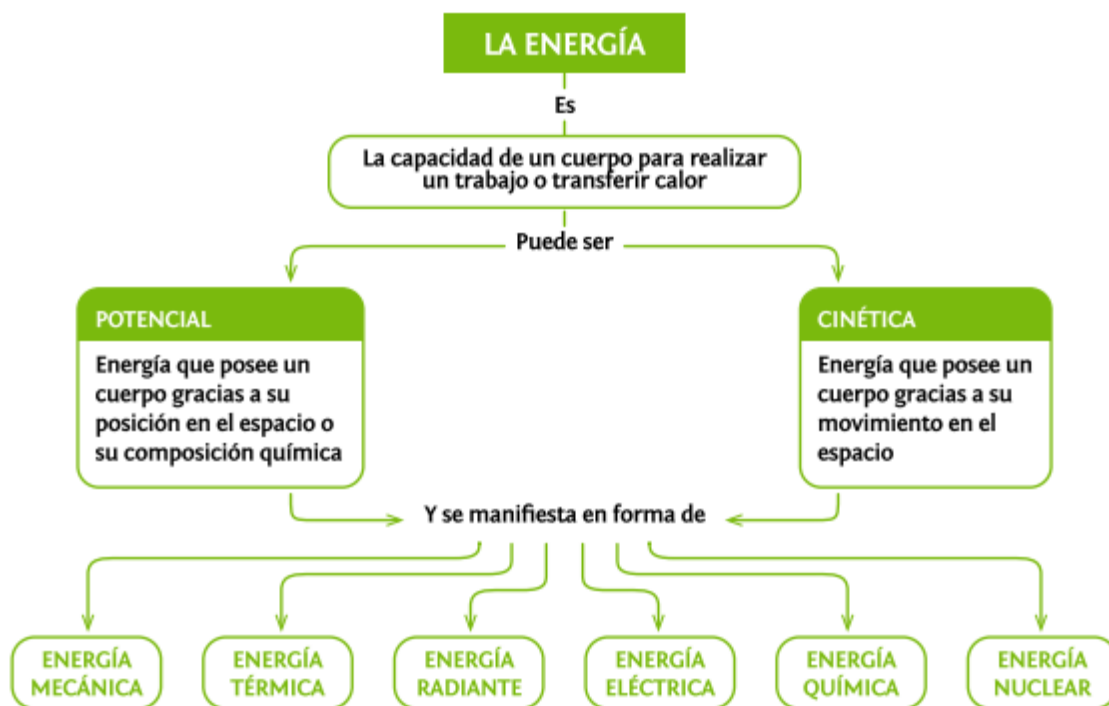 LA ENERGÍA
Es
La capacidad de un cuerpo para realizar
un trabajo o transferir calor
Puede ser
POTENCIAL
Energía que posee un
cuerpo gracias a su
posición en el espacio o
su composición química
CINÉTICA
Energía que posee un
cuerpo gracias a su
movimiento en el
espacio
Y se manifiesta en forma de
ENERGÍA
MECÁNICA
ENERGÍA
TÉRMICA
ENERGÍA
RADIANTE
ENERGÍA
ELÉCTRICA
ENERGÍA
QUÍMICA
ENERGÍA
NUCLEAR